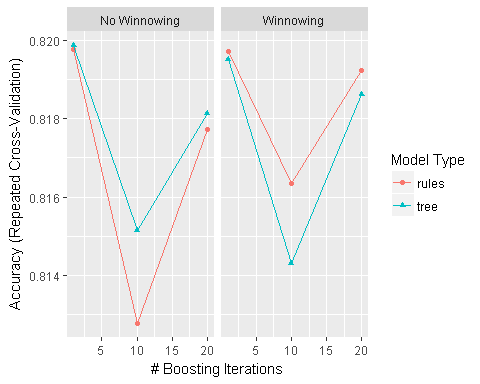 No Winnowing Winnowing
Accuracy (Repeated Cross-Validation)
0.820
0.818
0.816
0.814
5 10 15 20 5 10 15 20
# Boosting Iterations
Model Type
rules
tree